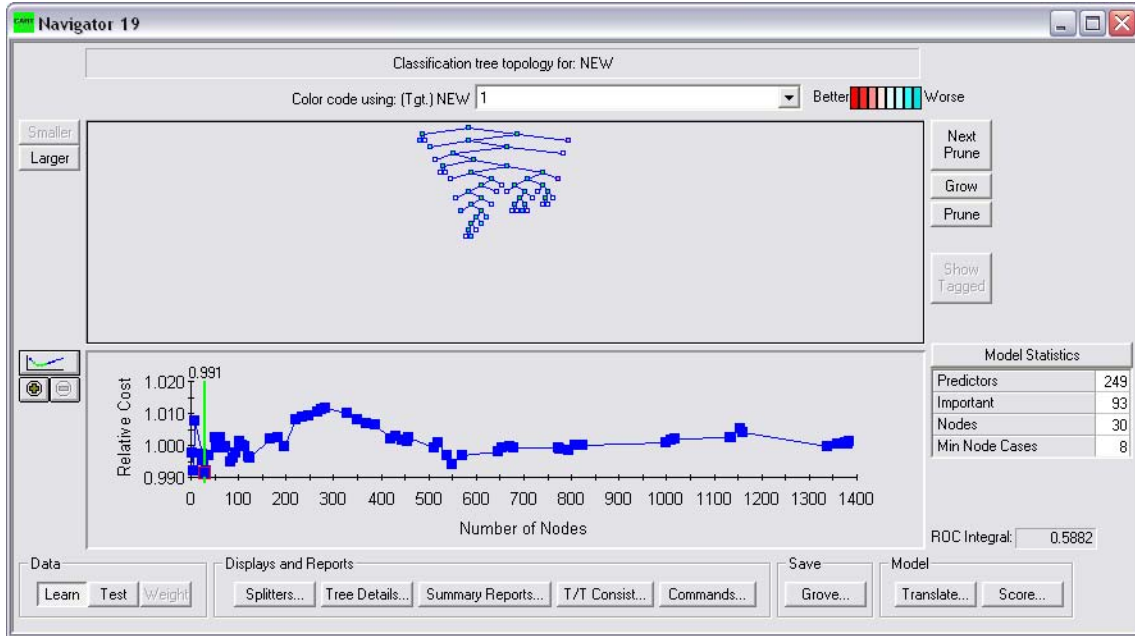 CART Navigator 19
Classification tree topology for: NEW
Color code using: (Tgt.) NEW 1 Better Worse
Smaller
Larger
Next
Prune
Grow
Prune
Show
Tagged
0.991
1.020
1.010
1.000
0.990
Relative Cost
0 100 200 300 400 500 600 700 800 900 1000 1100 1200 1300 1400
Number of Nodes
Model Statistics
Predictors 249
Important 93
Nodes 30
Min Node Cases 8
ROC Integral: 0.5882
Data
Learn Test Weight
Displays and Reports
Splitters... Tree Details... Summary Reports... T/T Consist... Commands...
Save
Grove...
Model
Translate... Score...